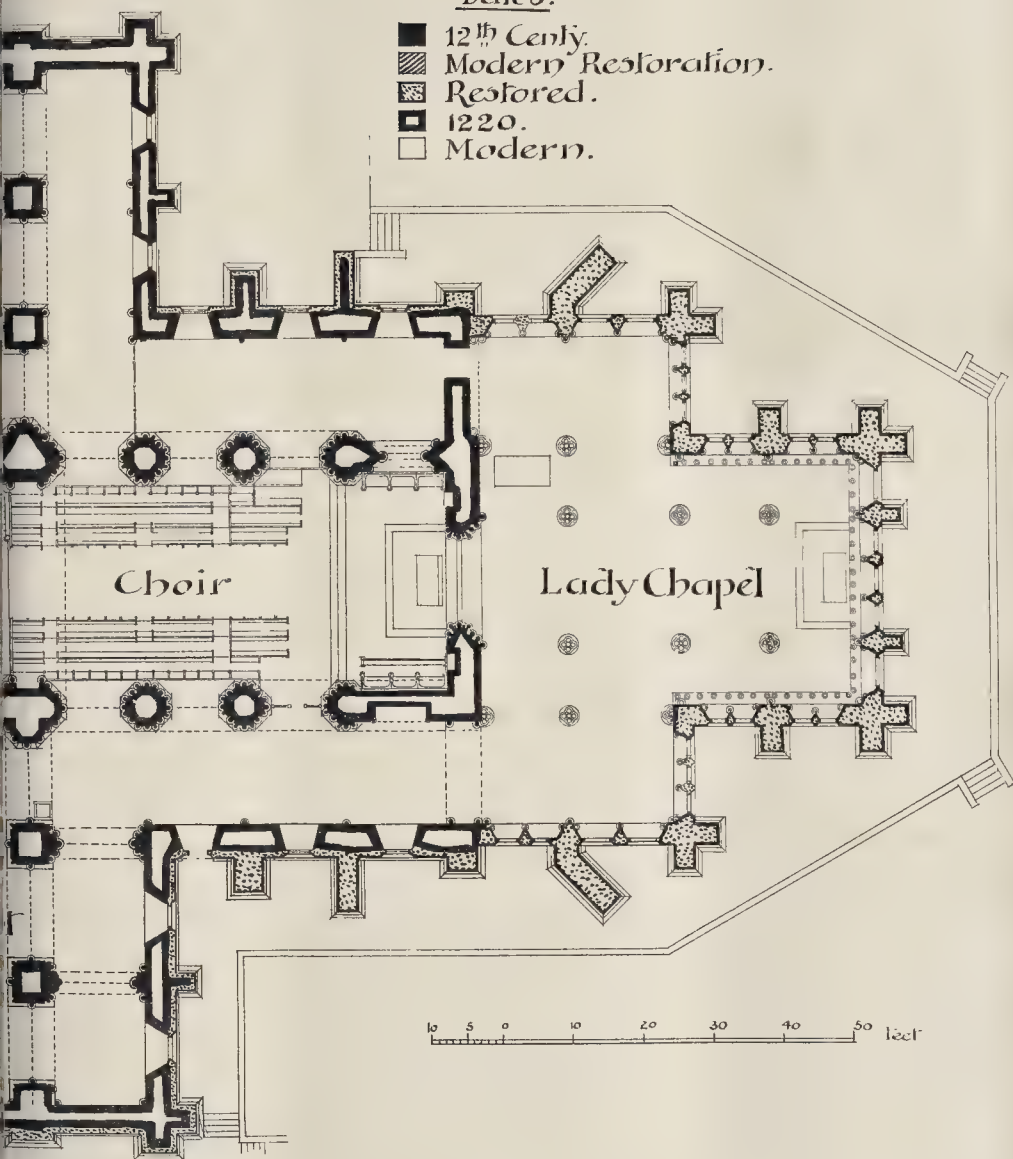 12th Centy.
Modern Restoration.
Restored.
1220.
Modern.
Choir
Lady Chapel
10 5 0 10 20 30 40 50 feet